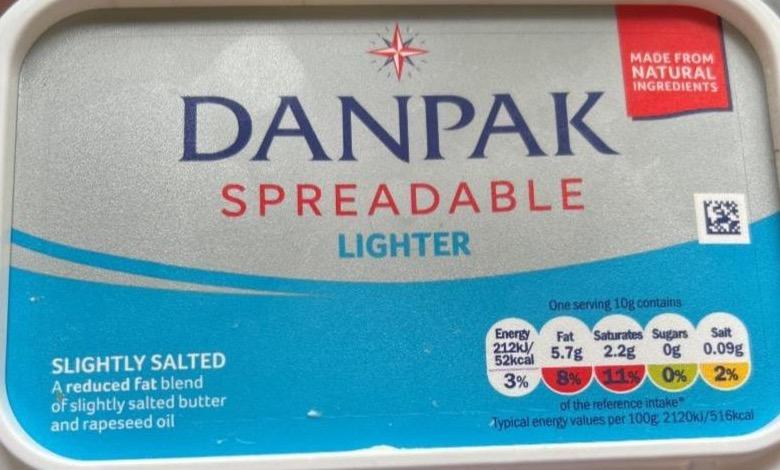 MADE FROM
NATURAL
INGREDIENTS
DANPAK
SPREADABLE
LIGHTER
SLIGHTLY SALTED
A reduced fat blend
of slightly salted butter
and rapeseed oil
One serving 10g contains
Energy Fat Saturates Sugars Salt
212kJ/ 5.7g 2.2g 0g 0.09g
52kcal
3% 8% 11% 0% 2%
of the reference intake*
Typical energy values per 100g: 2120kJ/516kcal